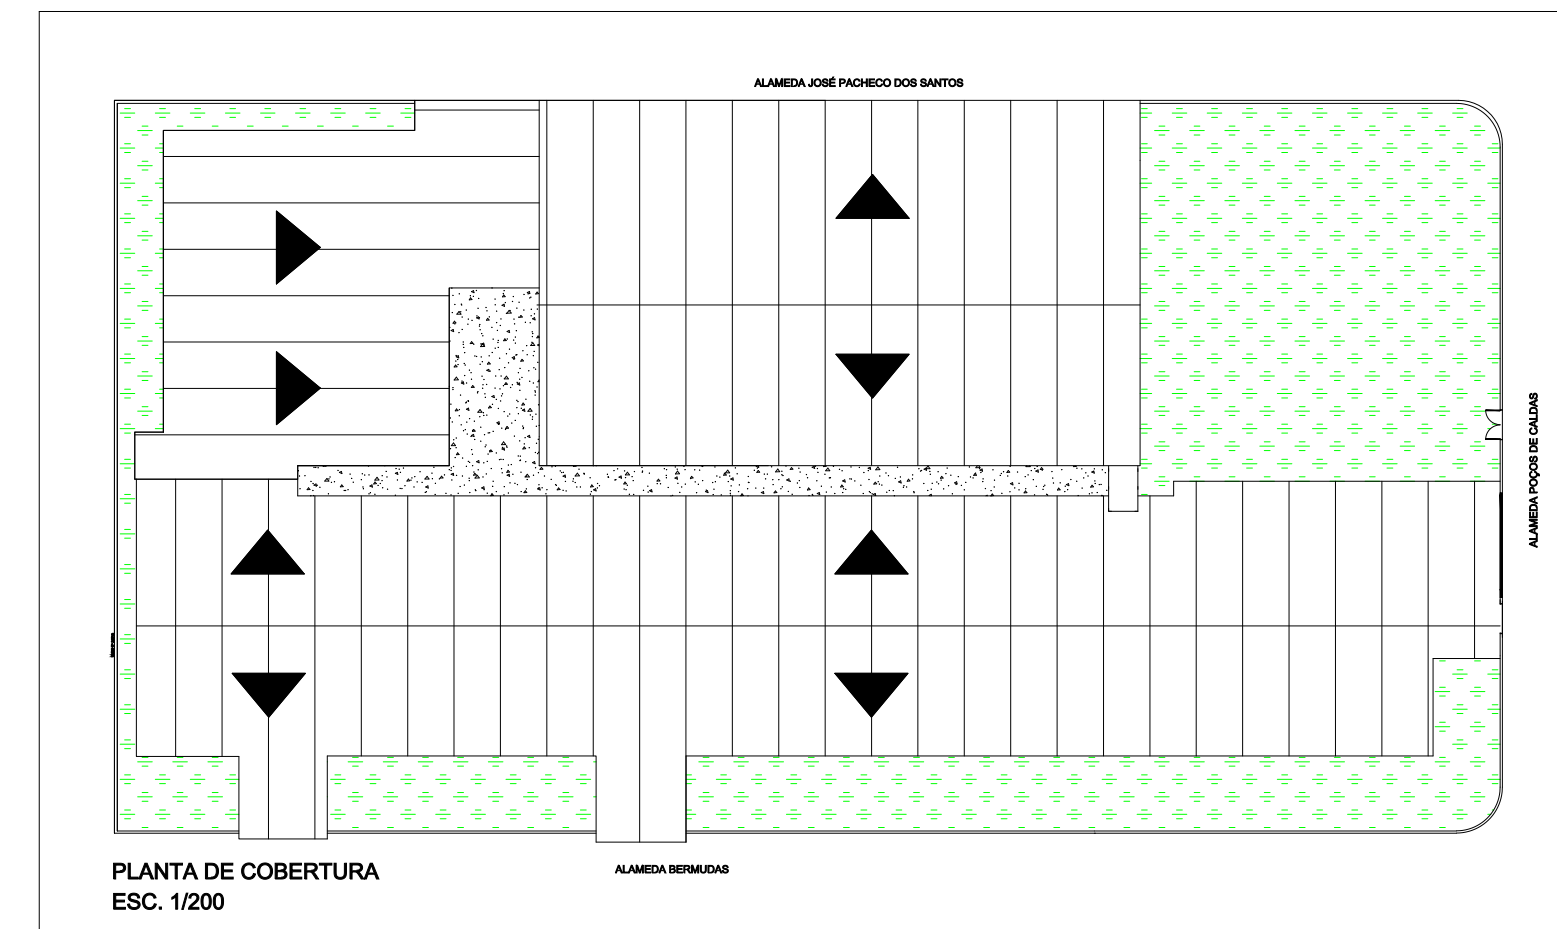 ALAMEDA JOSÉ PACHECO DOS SANTOS
ALAMEDA POÇOS DE CALDAS
PLANTA DE COBERTURA
ESC. 1/200
ALAMEDA BERMUDAS